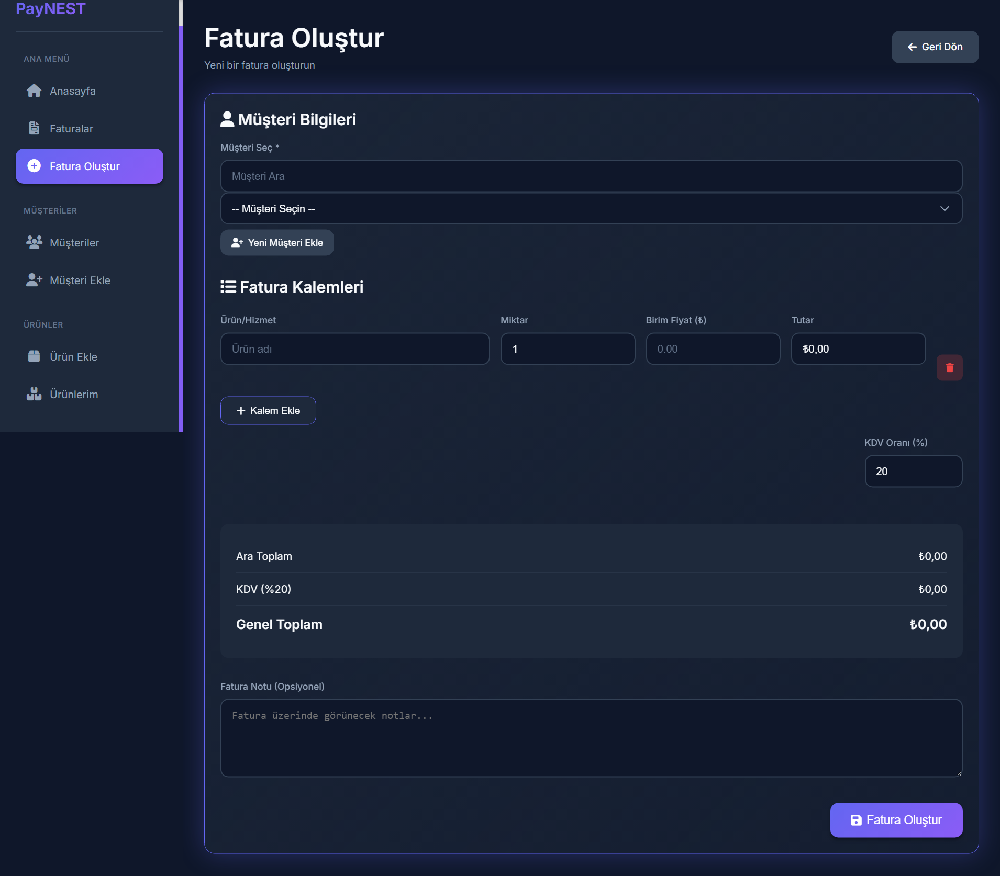 PayNEST
ANA MENÜ
Anasayfa
Faturalar
Fatura Oluştur
MÜŞTERİLER
Müşteriler
Müşteri Ekle
ÜRÜNLER
Ürün Ekle
Ürünlerim
Fatura Oluştur
Yeni bir fatura oluşturun
Geri Dön
Müşteri Bilgileri
Müşteri Seç *
Müşteri Ara
-- Müşteri Seçin --
Yeni Müşteri Ekle
Fatura Kalemleri
Ürün/Hizmet Miktar Birim Fiyat (₺) Tutar
Ürün adı 1 0.00 ₺0,00
Kalem Ekle
KDV Oranı (%)
20
Ara Toplam ₺0,00
KDV (%20) ₺0,00
Genel Toplam ₺0,00
Fatura Notu (Opsiyonel)
Fatura üzerinde görünecek notlar...
Fatura Oluştur